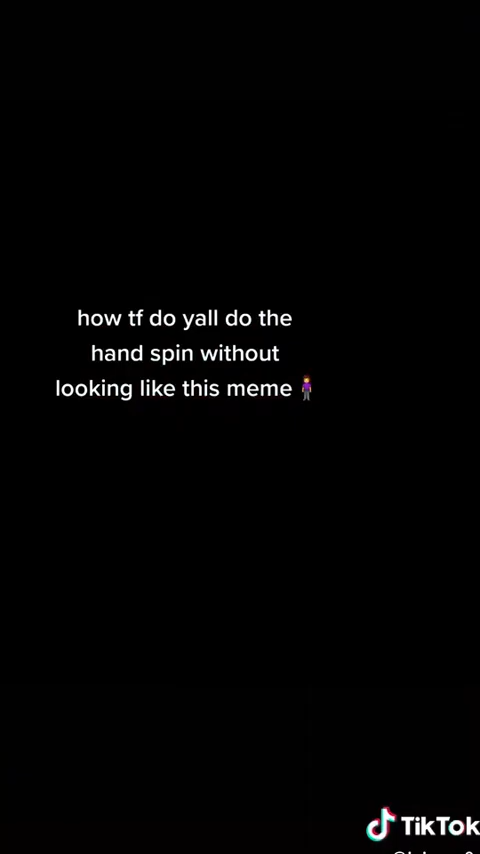 how tf do yall do the
hand spin without
looking like this meme🧍‍♀️
TikTok